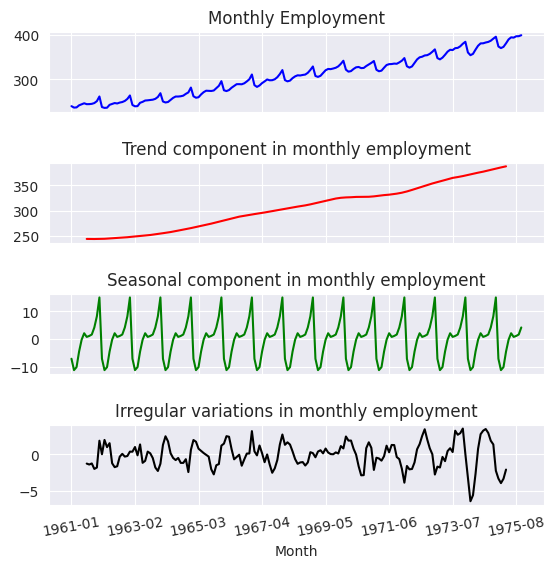 Monthly Employment
400
300
Trend component in monthly employment
350
300
250
Seasonal component in monthly employment
10
0
−10
Irregular variations in monthly employment
0
−5
1961-01 1963-02 1965-03 1967-04 1969-05 1971-06 1973-07 1975-08
Month